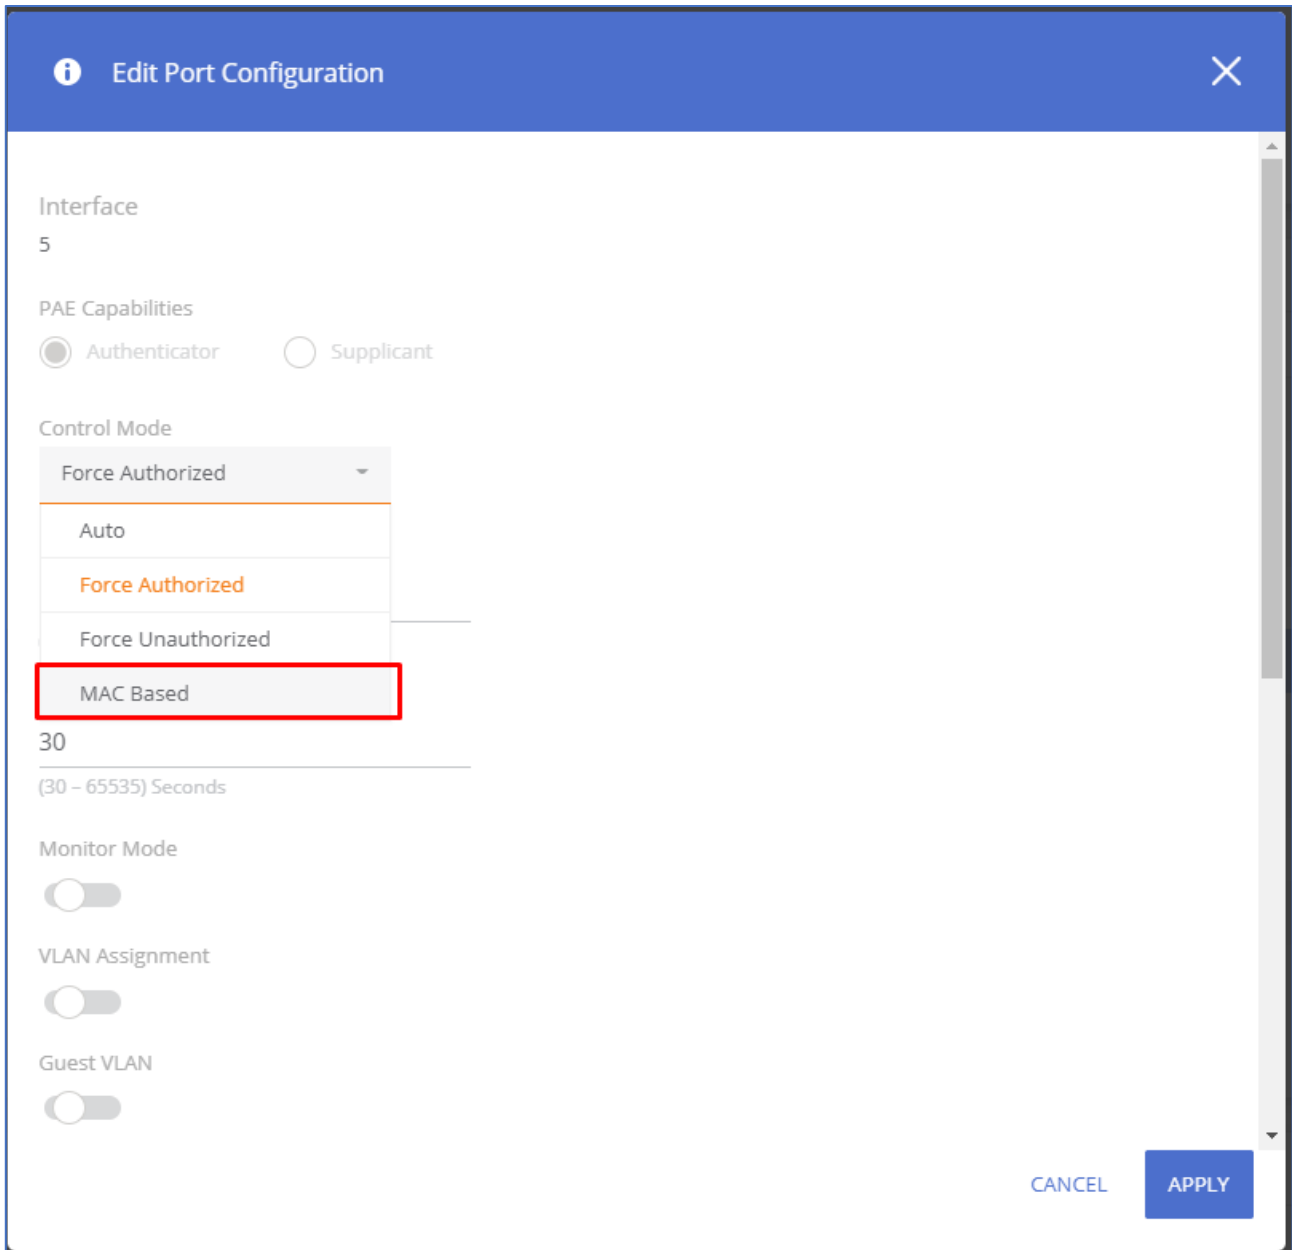 Edit Port Configuration
Interface
5
PAE Capabilities
Authenticator Supplicant
Control Mode
Force Authorized
Auto
Force Authorized
Force Unauthorized
MAC Based
30
(30 – 65535) Seconds
Monitor Mode
VLAN Assignment
Guest VLAN
CANCEL APPLY